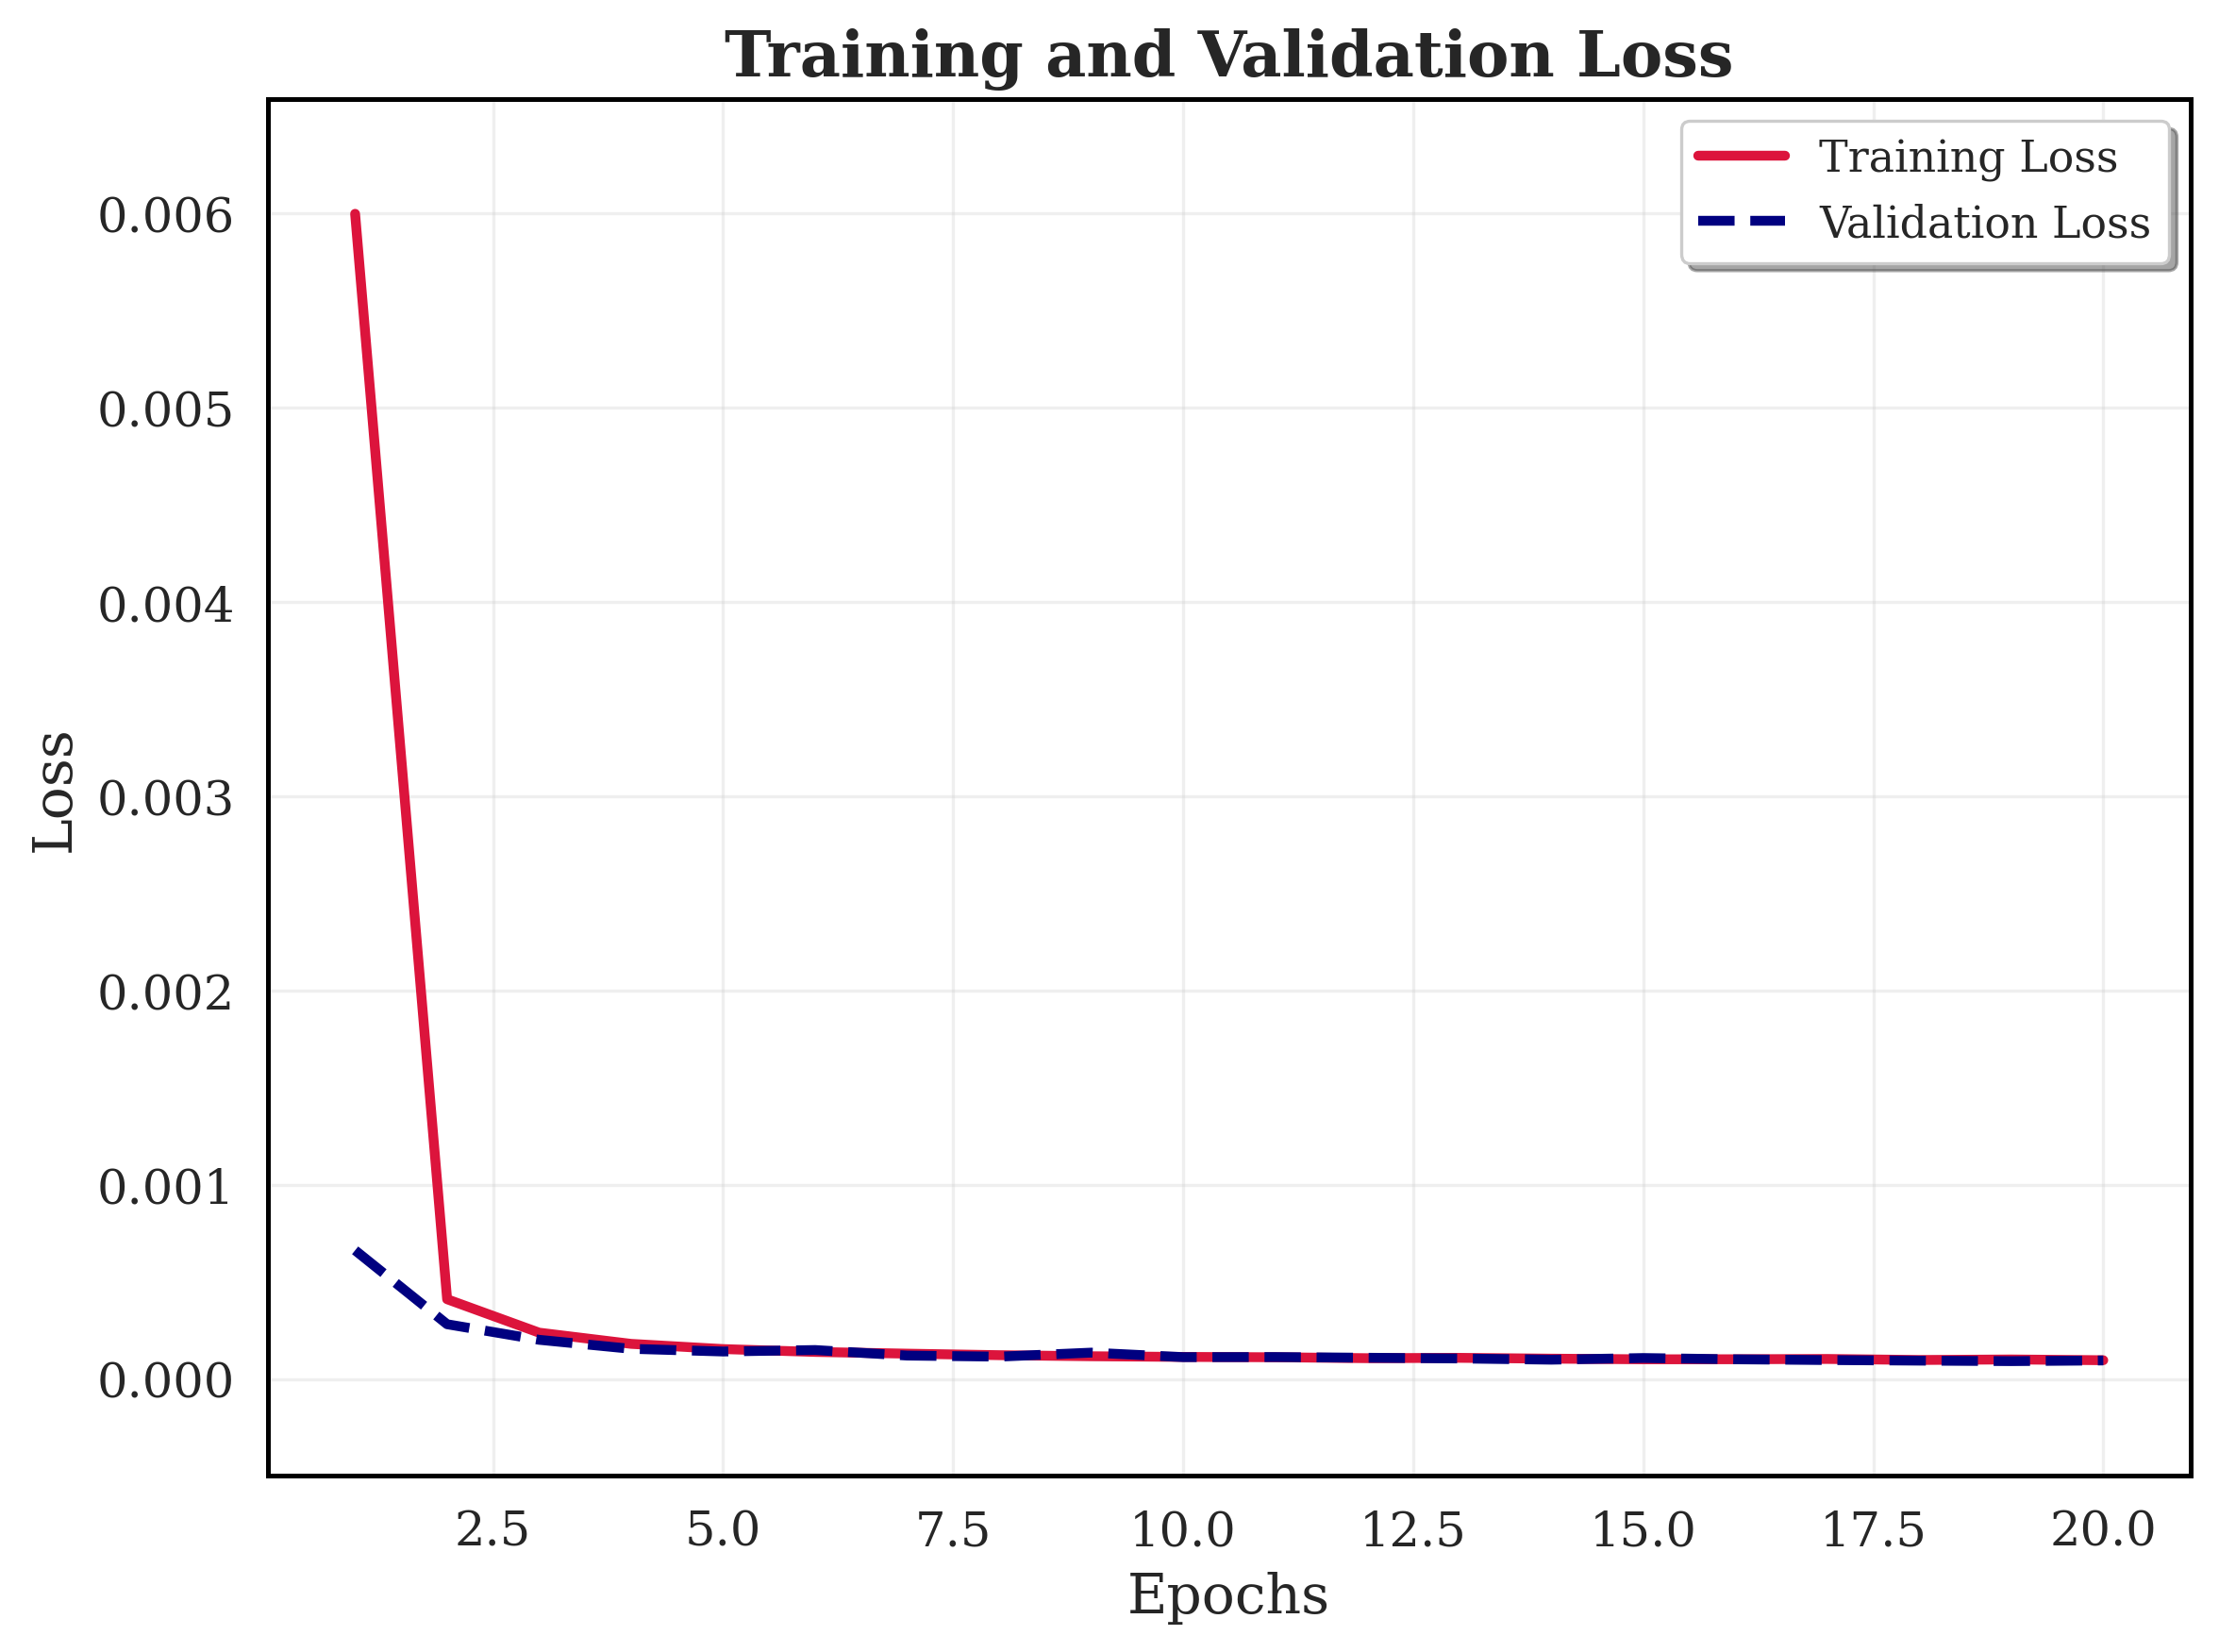 Training and Validation Loss
Training Loss
Validation Loss
0.006
0.005
0.004
0.003
0.002
0.001
0.000
Loss
2.5 5.0 7.5 10.0 12.5 15.0 17.5 20.0
Epochs